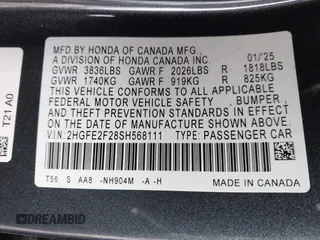 MFD.BY HONDA OF CANADA MFG.,
A DIVISION OF HONDA CANADA INC. 01/'25
GVWR 3836LBS GAWR F 2026LBS R 1818LBS
GVWR 1740KG GAWR F 919KG R 825KG
THIS VEHICLE CONFORMS TO ALL APPLICABLE
FEDERAL MOTOR VEHICLE SAFETY, BUMPER
AND THEFT PREVENTION STANDARDS IN EFFECT
ON THE DATE OF MANUFACTURE SHOWN ABOVE.
VIN:2HGFE2F28SH568111 TYPE:PASSENGER CAR
T56 S AA8 -NH904M -A -H
MADE IN CANADA
T21 A0
DREAMBID